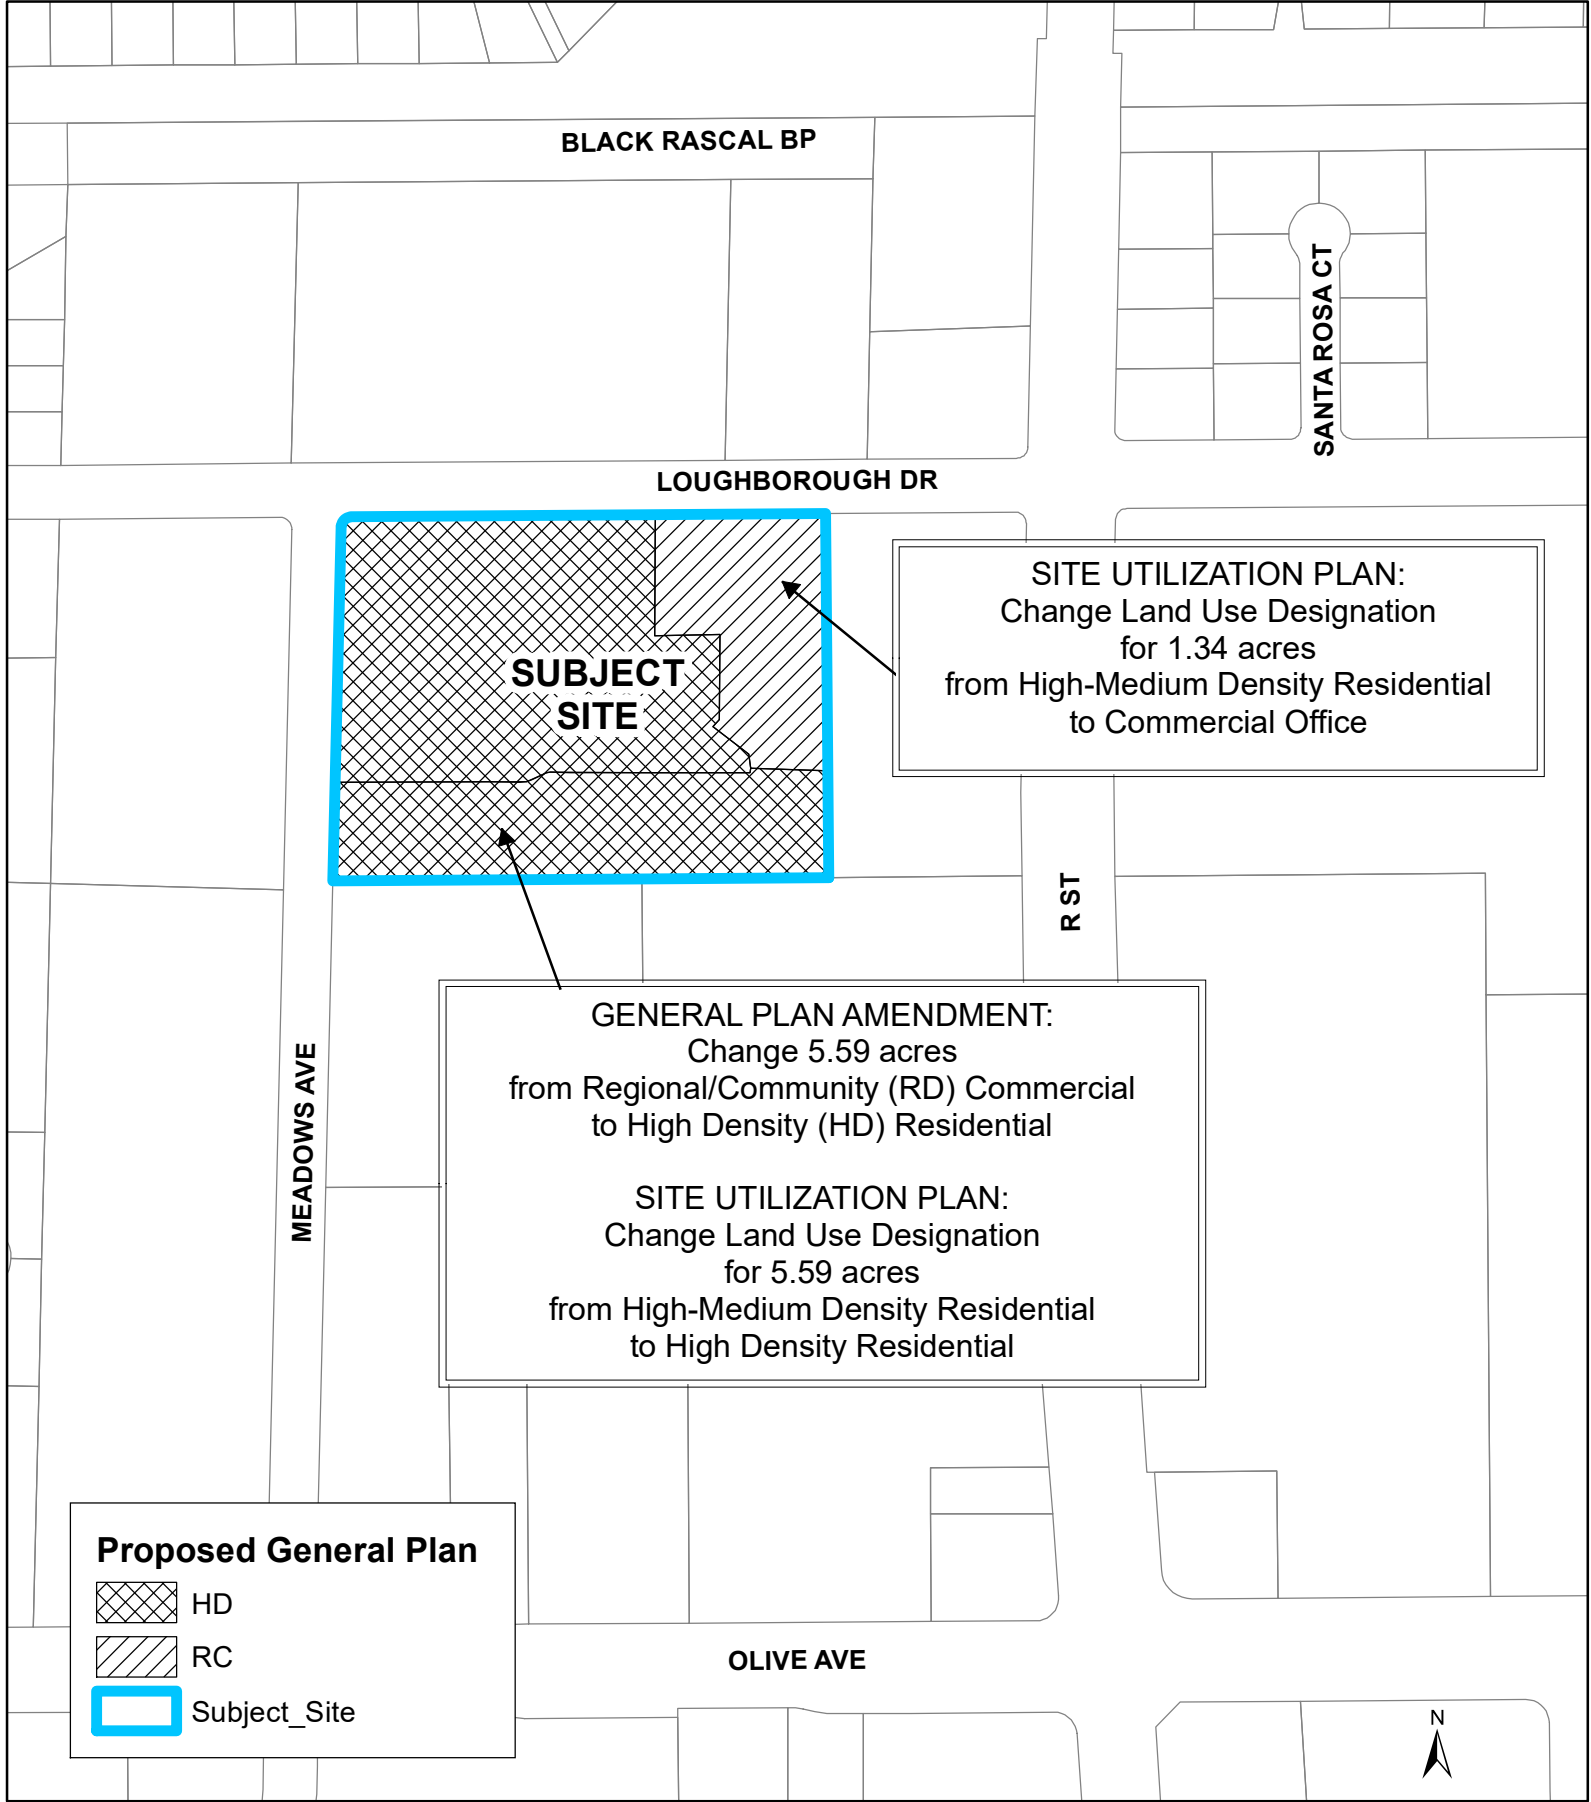 BLACK RASCAL BP
SANTA ROSA CT
LOUGHBOROUGH DR
SITE UTILIZATION PLAN:
Change Land Use Designation
for 1.34 acres
from High-Medium Density Residential
to Commercial Office
SUBJECT
SITE
R ST
GENERAL PLAN AMENDMENT:
Change 5.59 acres
from Regional/Community (RD) Commercial
to High Density (HD) Residential
SITE UTILIZATION PLAN:
Change Land Use Designation
for 5.59 acres
from High-Medium Density Residential
to High Density Residential
MEADOWS AVE
Proposed General Plan
HD
RC
Subject_Site
OLIVE AVE
N